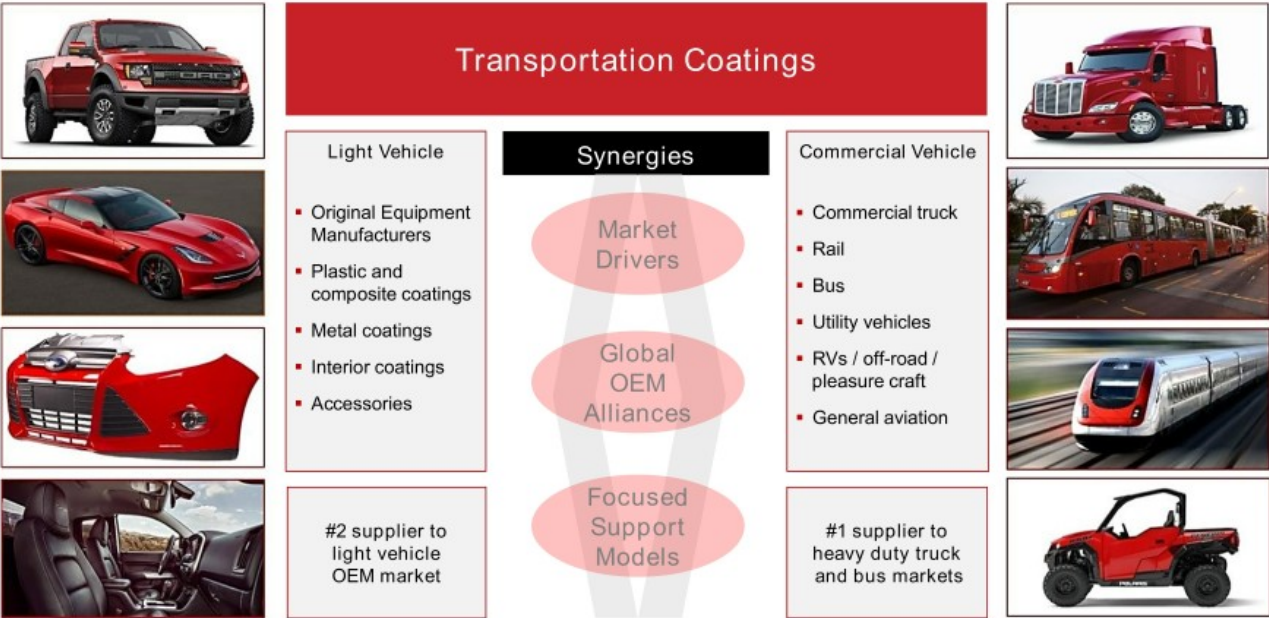 Transportation Coatings
Light Vehicle
▪ Original Equipment
Manufacturers
▪ Plastic and
composite coatings
▪ Metal coatings
▪ Interior coatings
▪ Accessories
#2 supplier to
light vehicle
OEM market
Synergies
Market
Drivers
Global
OEM
Alliances
Focused
Support
Models
Commercial Vehicle
▪ Commercial truck
▪ Rail
▪ Bus
▪ Utility vehicles
▪ RVs / off-road /
pleasure craft
▪ General aviation
#1 supplier to
heavy duty truck
and bus markets
FORD
POLARIS